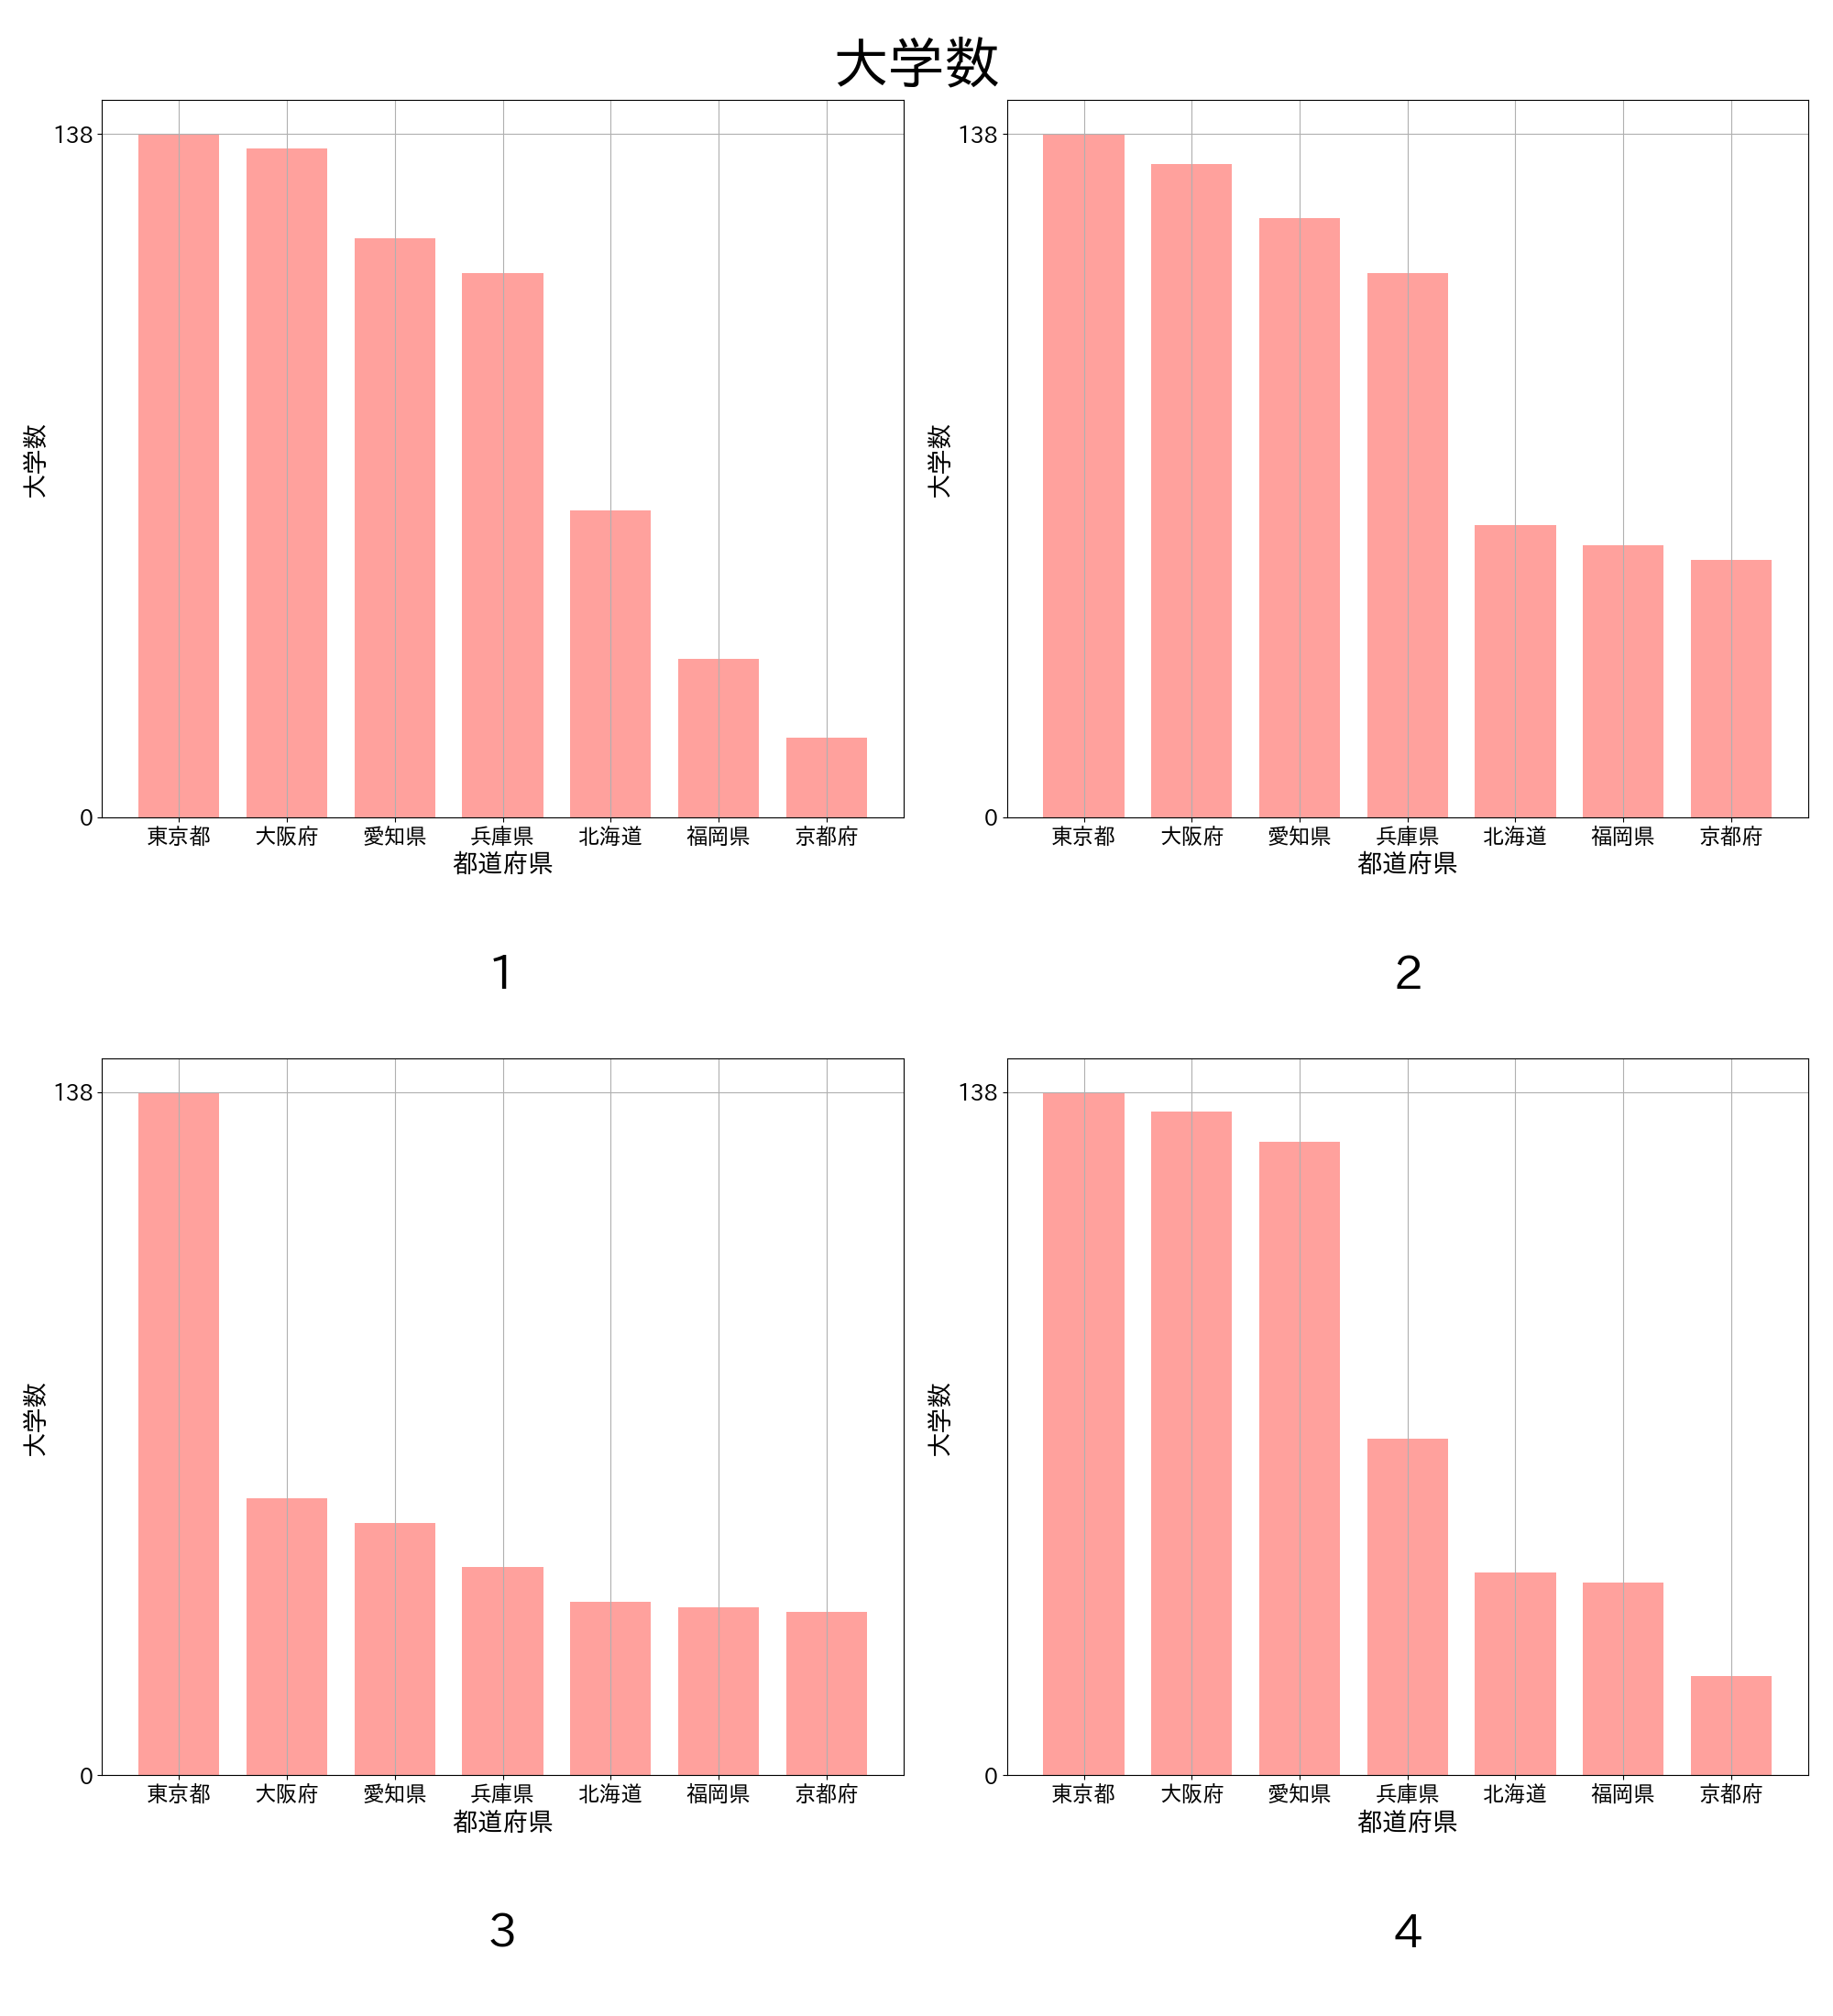 大学数
138
0
大学数
東京都 大阪府 愛知県 兵庫県 北海道 福岡県 京都府
都道府県
1
138
0
大学数
東京都 大阪府 愛知県 兵庫県 北海道 福岡県 京都府
都道府県
2
138
0
大学数
東京都 大阪府 愛知県 兵庫県 北海道 福岡県 京都府
都道府県
3
138
0
大学数
東京都 大阪府 愛知県 兵庫県 北海道 福岡県 京都府
都道府県
4